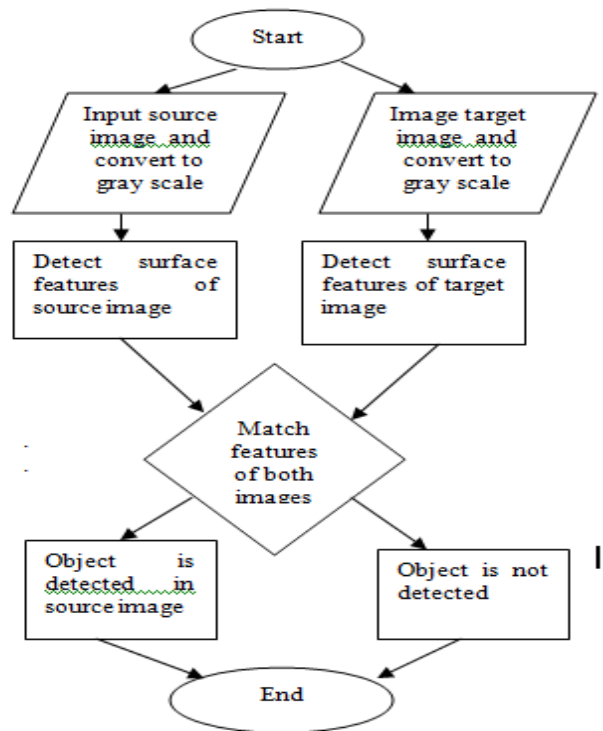 Start
Input source
image and
convert to
gray scale
Image target
image and
convert to
gray scale
Detect surface
features of
source image
Detect surface
features of target
image
Match
features
of both
images
Object is
detected in
source image
Object is not
detected
End